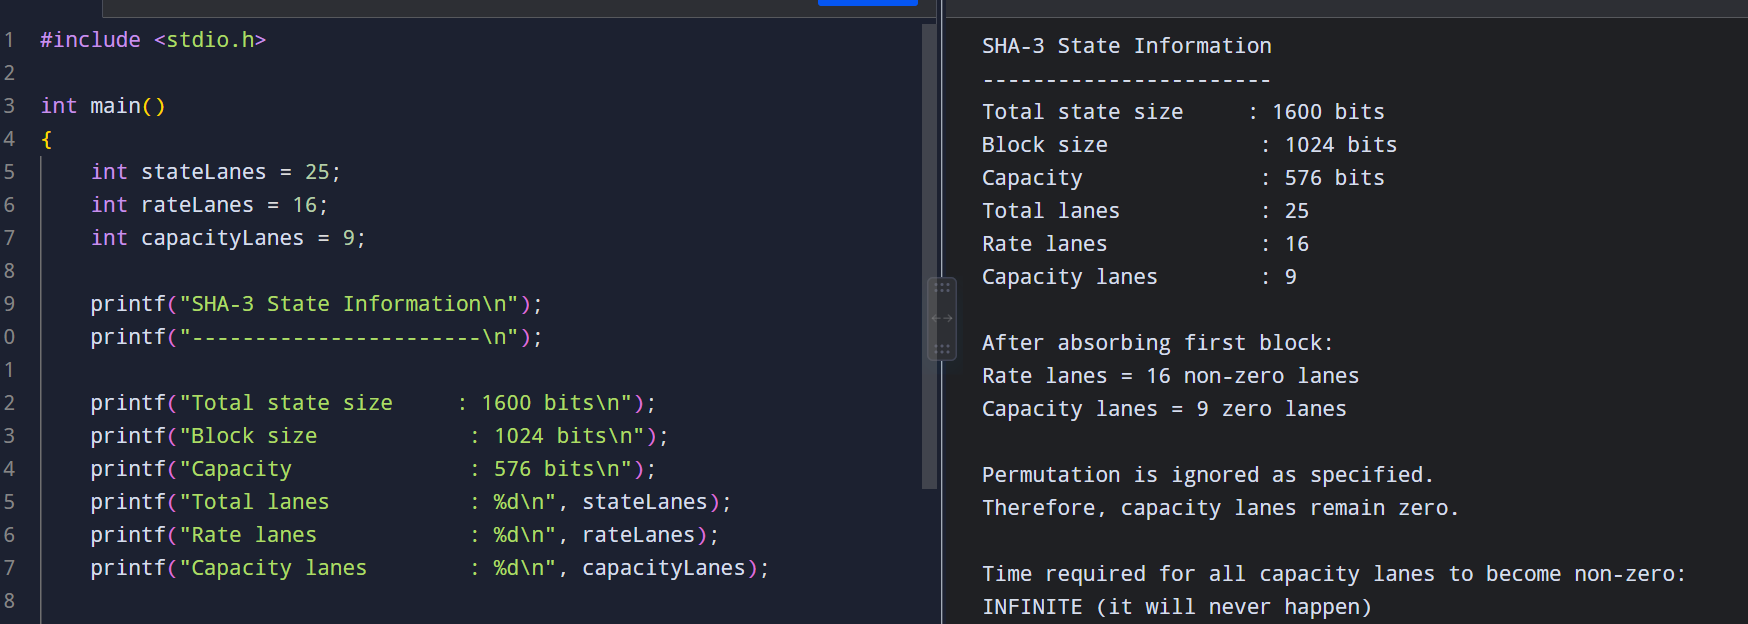 1 #include <stdio.h>
2
3 int main()
4 {
5     int stateLanes = 25;
6     int rateLanes = 16;
7     int capacityLanes = 9;
8
9     printf("SHA-3 State Information\n");
0     printf("-----------------------\n");
1
2     printf("Total state size     : 1600 bits\n");
3     printf("Block size            : 1024 bits\n");
4     printf("Capacity              : 576 bits\n");
5     printf("Total lanes           : %d\n", stateLanes);
6     printf("Rate lanes            : %d\n", rateLanes);
7     printf("Capacity lanes        : %d\n", capacityLanes);
8
SHA-3 State Information
-----------------------
Total state size     : 1600 bits
Block size            : 1024 bits
Capacity              : 576 bits
Total lanes           : 25
Rate lanes            : 16
Capacity lanes        : 9

After absorbing first block:
Rate lanes = 16 non-zero lanes
Capacity lanes = 9 zero lanes

Permutation is ignored as specified.
Therefore, capacity lanes remain zero.

Time required for all capacity lanes to become non-zero:
INFINITE (it will never happen)